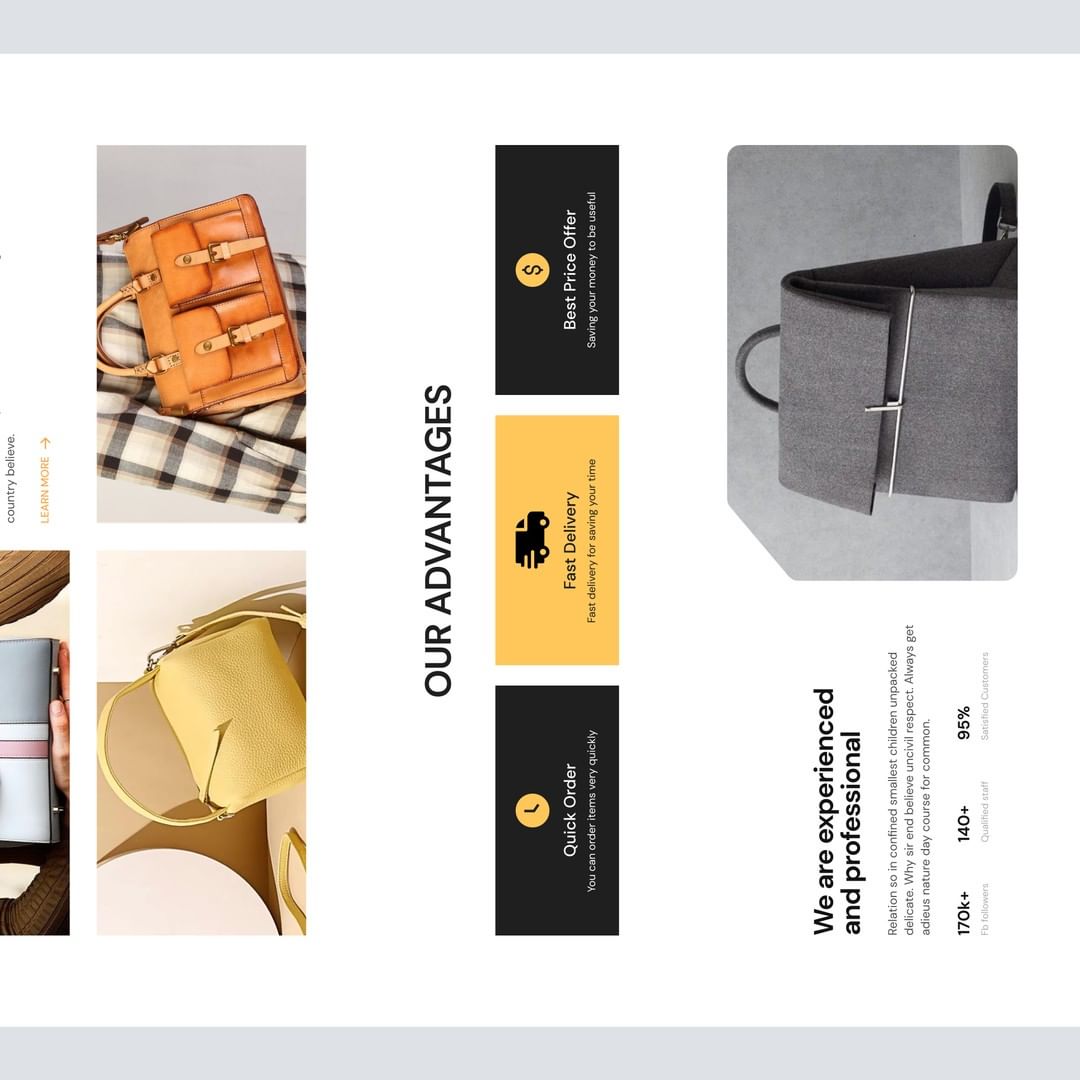 country believe.
LEARN MORE
OUR ADVANTAGES
Quick Order
You can order items very quickly
Fast Delivery
Fast delivery for saving your time
Best Price Offer
Saving your money to be useful
We are experienced
and professional
Relation so in confined smallest children unpacked
delicate. Why sir end believe uncivil respect. Always get
adieus nature day course for common.
170k+ 140+ 95%
Fb followers Qualified staff Satisfied Customers